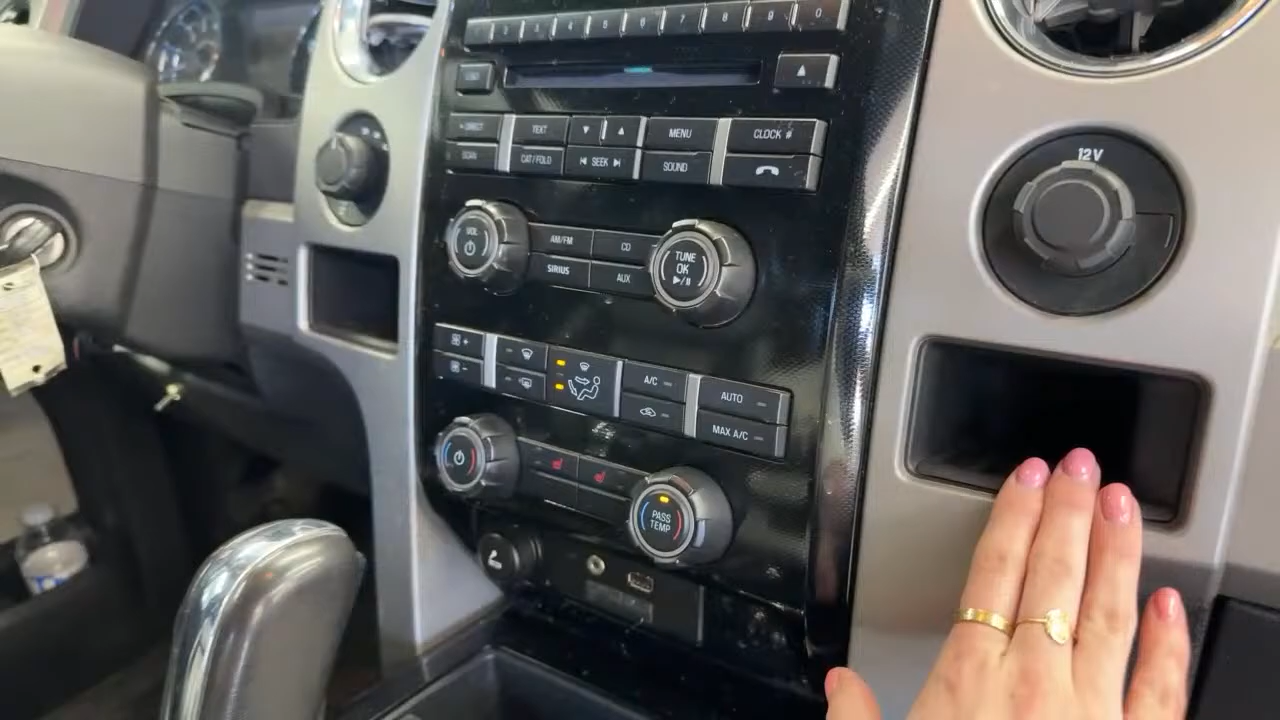 1 2 3 4 5 6 7 8 9 0
DIRECT
TEXT
MENU
CLOCK #
SCAN
CAT/FOLD
SEEK
SOUND
12V
VOL
AM/FM
CD
SIRIUS
AUX
TUNE
OK
A/C
AUTO
MAX A/C
PASS
TEMP